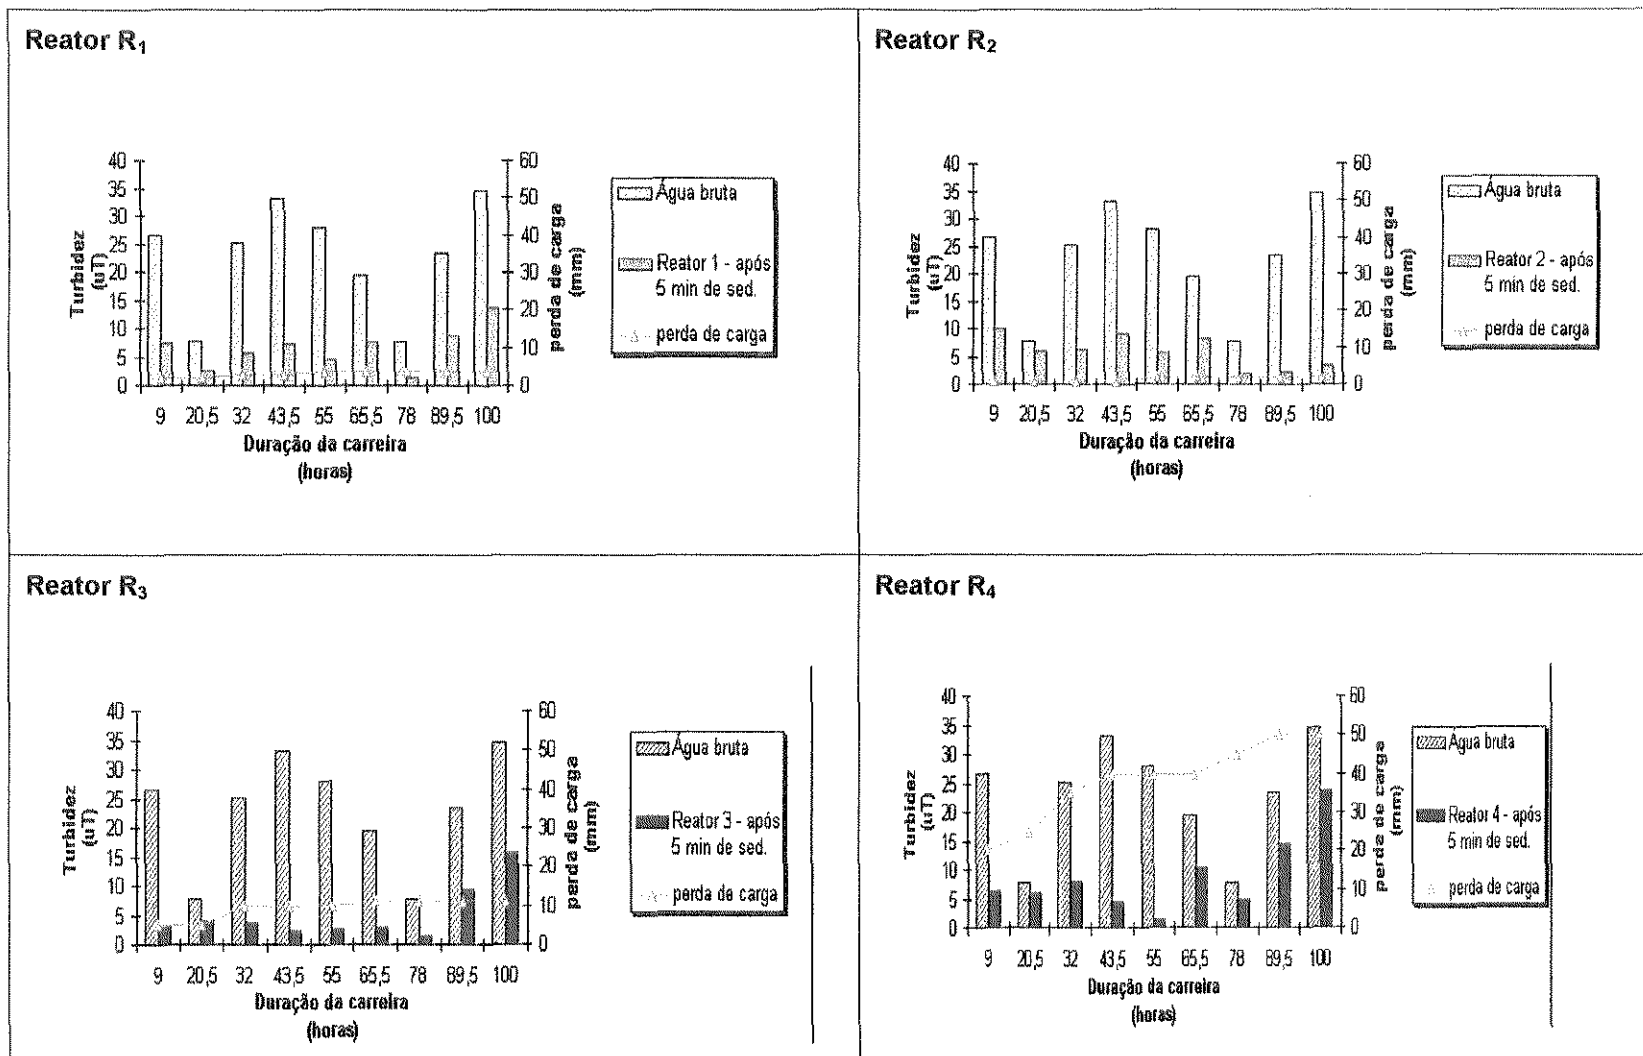 Reator R₁
40
35
30
25
20
15
10
5
0
Turbidez
(uT)
60
50
40
30
20
10
0
perda de carga
(mm)
9 20,5 32 43,5 55 65,5 78 89,5 100
Duração da carreira
(horas)
Água bruta
Reator 1 - após
5 min de sed.
perda de carga
Reator R₂
40
35
30
25
20
15
10
5
0
Turbidez
(uT)
60
50
40
30
20
10
0
perda de carga
(mm)
9 20,5 32 43,5 55 65,5 78 89,5 100
Duração da carreira
(horas)
Água bruta
Reator 2 - após
5 min de sed.
perda de carga
Reator R₃
40
35
30
25
20
15
10
5
0
Turbidez
(uT)
60
50
40
30
20
10
0
perda de carga
(mm)
9 20,5 32 43,5 55 65,5 78 89,5 100
Duração da carreira
(horas)
Água bruta
Reator 3 - após
5 min de sed.
perda de carga
Reator R₄
40
35
30
25
20
15
10
5
0
Turbidez
(uT)
60
50
40
30
20
10
0
perda de carga
(mm)
9 20,5 32 43,5 55 65,5 78 89,5 100
Duração da carreira
(horas)
Água bruta
Reator 4 - após
5 min de sed.
perda de carga